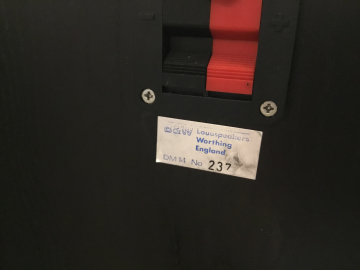 B&W Loudspeakers
Worthing
England
DM14 No 237